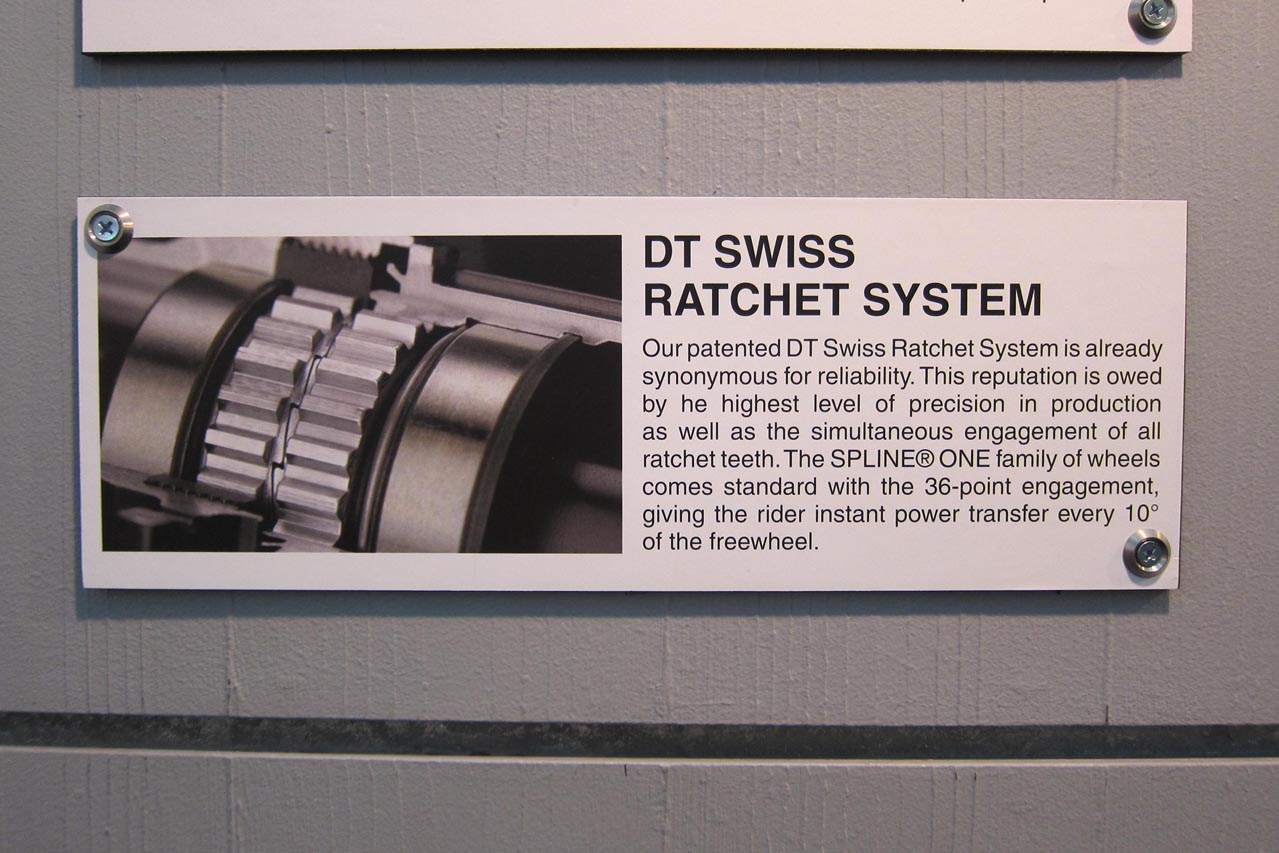 DT SWISS
RATCHET SYSTEM
Our patented DT Swiss Ratchet System is already
synonymous for reliability. This reputation is owed
by he highest level of precision in production
as well as the simultaneous engagement of all
ratchet teeth. The SPLINE® ONE family of wheels
comes standard with the 36-point engagement,
giving the rider instant power transfer every 10°
of the freewheel.